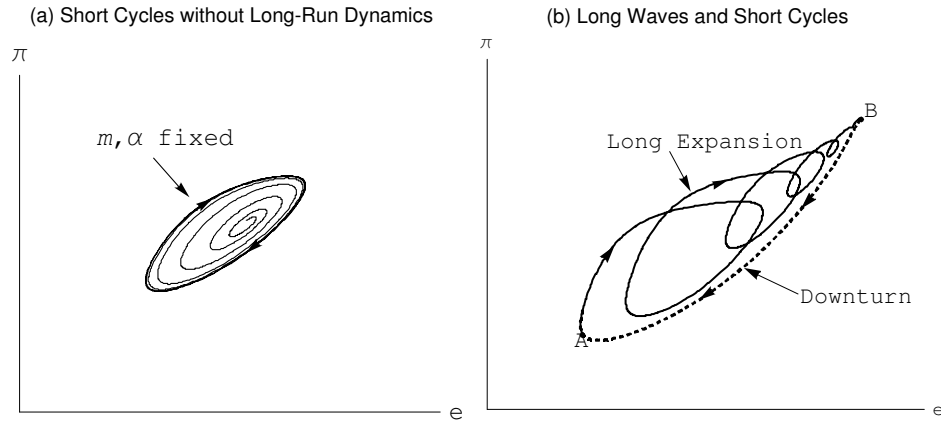 (a) Short Cycles without Long-Run Dynamics
π
m,α fixed
e
(b) Long Waves and Short Cycles
π
B
Long Expansion
Downturn
A
e